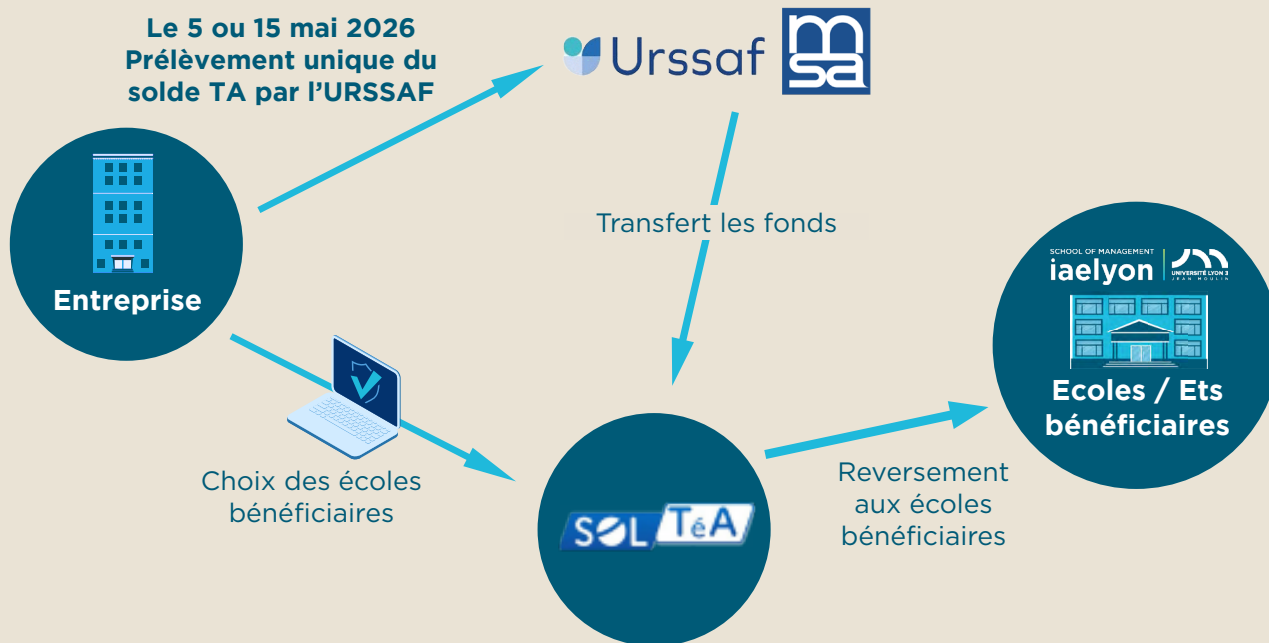 Le 5 ou 15 mai 2026
Prélèvement unique du
solde TA par l’URSSAF
Urssaf
msa
Entreprise
Transfert les fonds
SCHOOL OF MANAGEMENT
iaelyon
UNIVERSITÉ LYON 3
JEAN MOULIN
Ecoles / Ets
bénéficiaires
Choix des écoles
bénéficiaires
SOLTéA
Reversement
aux écoles
bénéficiaires